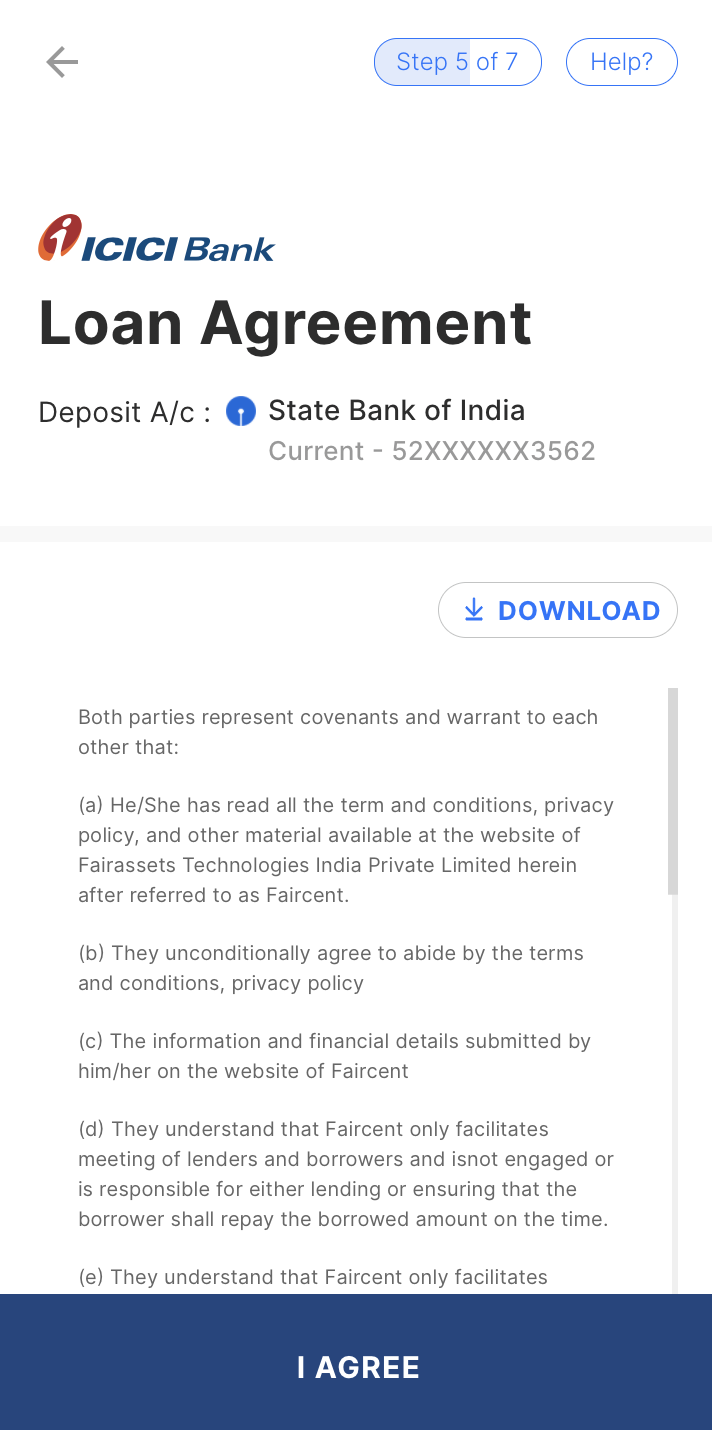 Step 5 of 7
Help?
ICICI Bank
Loan Agreement
Deposit A/c : State Bank of India
Current - 52XXXXXX3562
DOWNLOAD
Both parties represent covenants and warrant to each
other that:
(a) He/She has read all the term and conditions, privacy
policy, and other material available at the website of
Fairassets Technologies India Private Limited herein
after referred to as Faircent.
(b) They unconditionally agree to abide by the terms
and conditions, privacy policy
(c) The information and financial details submitted by
him/her on the website of Faircent
(d) They understand that Faircent only facilitates
meeting of lenders and borrowers and isnot engaged or
is responsible for either lending or ensuring that the
borrower shall repay the borrowed amount on the time.
(e) They understand that Faircent only facilitates
I AGREE